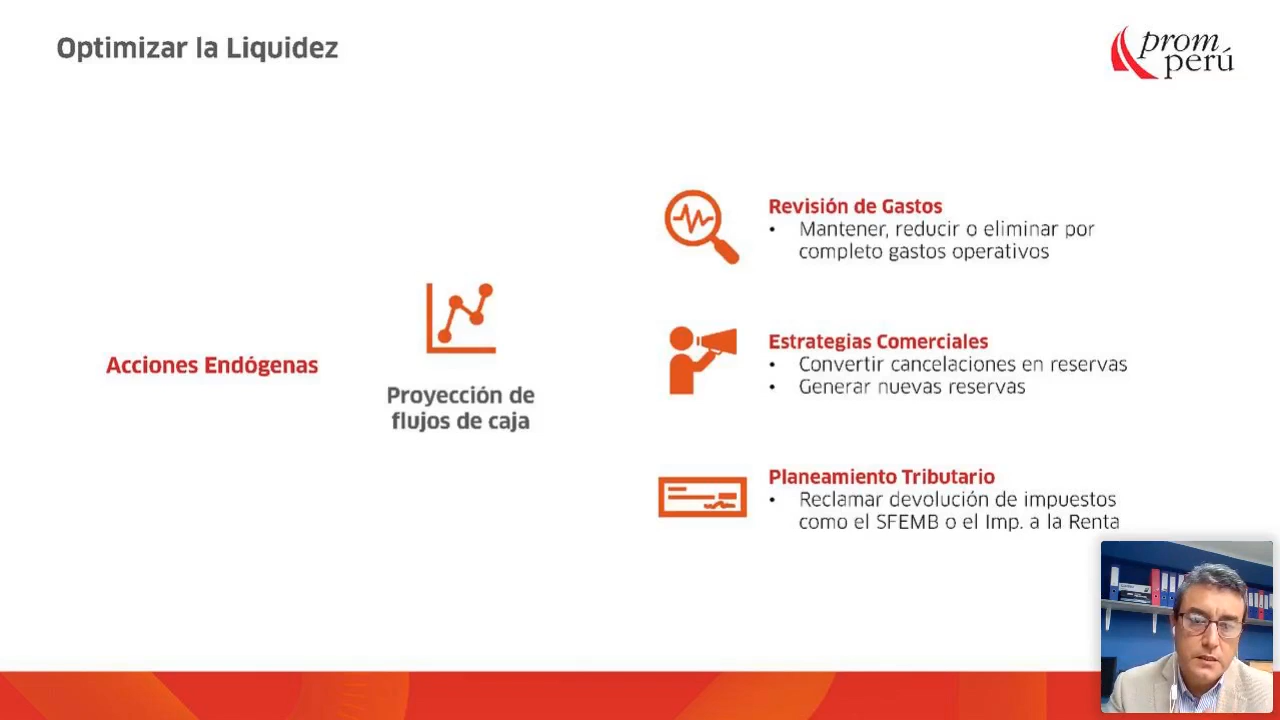 Optimizar la Liquidez
prom
perú
Acciones Endógenas
Proyección de
flujos de caja
Revisión de Gastos
• Mantener, reducir o eliminar por
completo gastos operativos
Estrategias Comerciales
• Convertir cancelaciones en reservas
• Generar nuevas reservas
Planeamiento Tributario
• Reclamar devolución de impuestos
como el SFEMB o el Imp. a la Renta